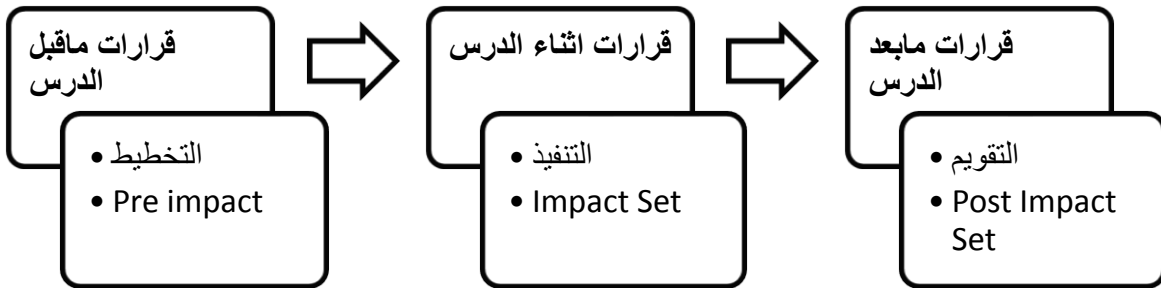 قرارات ماقبل
الدرس
• التخطيط
• Pre impact
قرارات اثناء الدرس
• التنفيذ
• Impact Set
قرارات مابعد
الدرس
• التقويم
• Post Impact
Set